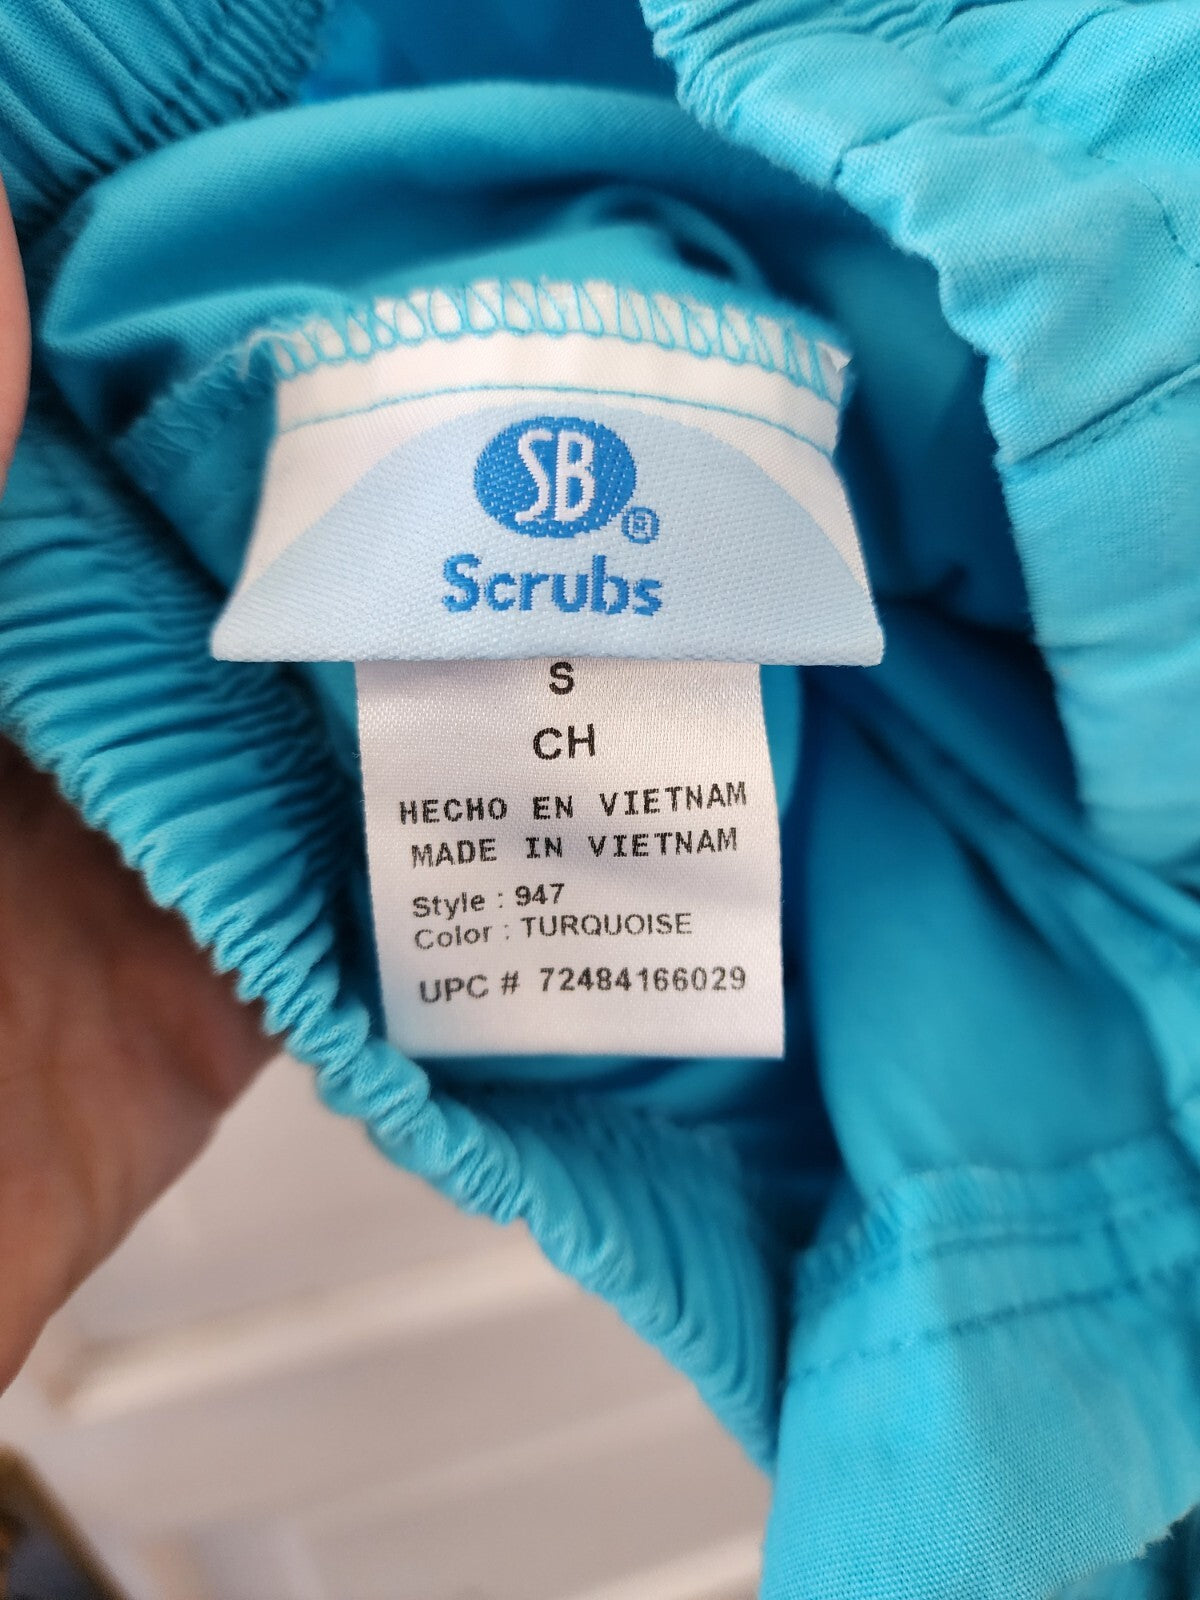 SB®
Scrubs
S
CH
HECHO EN VIETNAM
MADE IN VIETNAM
Style : 947
Color : TURQUOISE
UPC # 72484166029